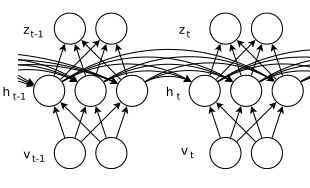 z t-1
z t
h t-1
h t
v t-1
v t